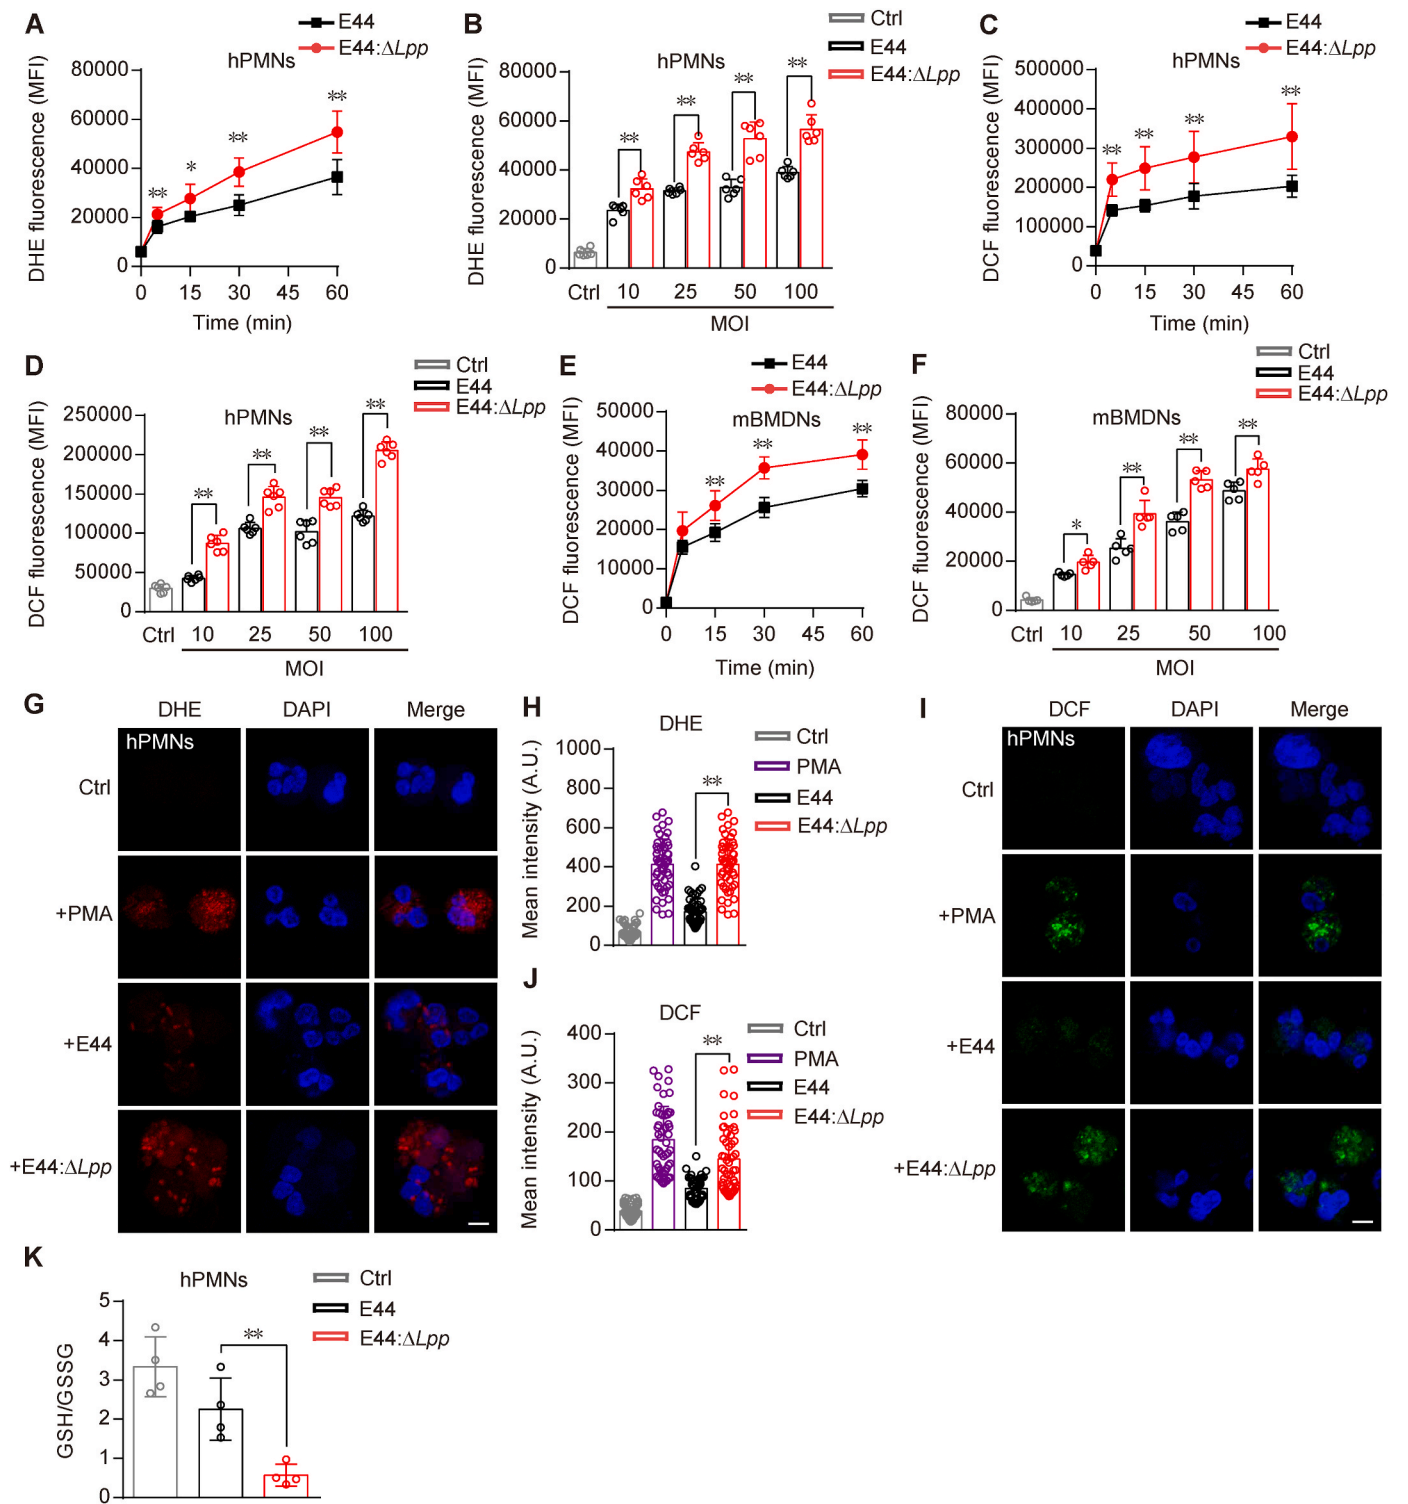 A
E44
E44:ΔLpp
hPMNs
DHE fluorescence (MFI)
80000
60000
40000
20000
0
**
*
**
**
0 15 30 45 60
Time (min)
B
Ctrl
E44
E44:ΔLpp
hPMNs
DHE fluorescence (MFI)
80000
60000
40000
20000
0
**
**
**
**
Ctrl 10 25 50 100
MOI
C
E44
E44:ΔLpp
hPMNs
DCF fluorescence (MFI)
500000
400000
300000
200000
100000
0
**
**
**
**
0 15 30 45 60
Time (min)
D
Ctrl
E44
E44:ΔLpp
hPMNs
DCF fluorescence (MFI)
250000
200000
150000
100000
50000
0
**
**
**
**
Ctrl 10 25 50 100
MOI
E
E44
E44:ΔLpp
mBMDNs
DCF fluorescence (MFI)
50000
40000
30000
20000
10000
0
**
**
**
0 15 30 45 60
Time (min)
F
Ctrl
E44
E44:ΔLpp
mBMDNs
DCF fluorescence (MFI)
80000
60000
40000
20000
0
*
**
**
**
Ctrl 10 25 50 100
MOI
G
DHE DAPI Merge
hPMNs
Ctrl
+PMA
+E44
+E44:ΔLpp
H
DHE
Ctrl
PMA
E44
E44:ΔLpp
Mean intensity (A.U.)
1000
800
600
400
200
0
**
I
DCF DAPI Merge
hPMNs
Ctrl
+PMA
+E44
+E44:ΔLpp
J
DCF
Ctrl
PMA
E44
E44:ΔLpp
Mean intensity (A.U.)
400
300
200
100
0
**
K
hPMNs
Ctrl
E44
E44:ΔLpp
GSH/GSSG
5
4
3
2
1
0
**